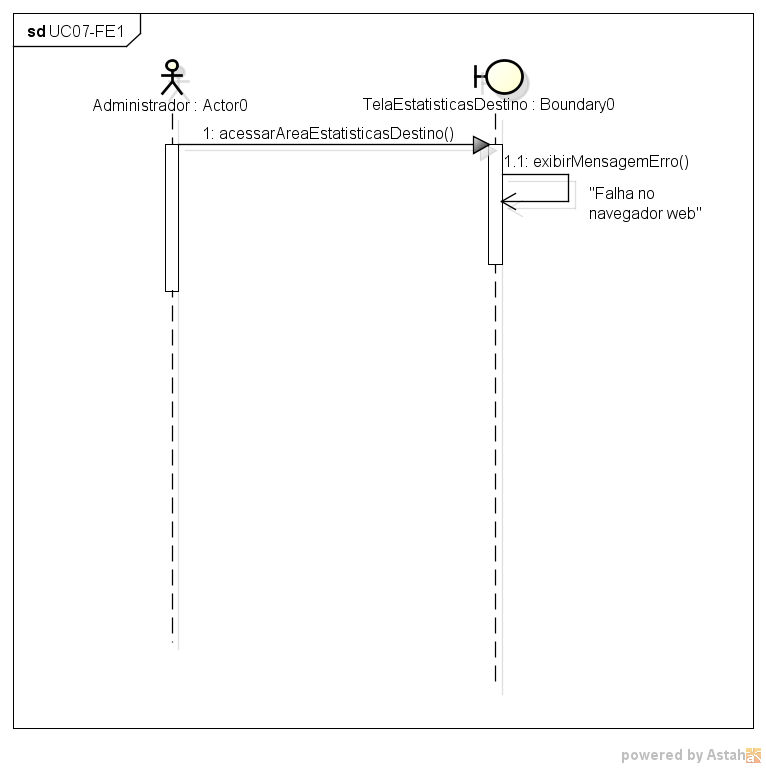 sd UC07-FE1
Administrador : Actor0
TelaEstatisticasDestino : Boundary0
1: acessarAreaEstatisticasDestino()
1.1: exibirMensagemErro()
"Falha no
navegador web"
powered by Astah